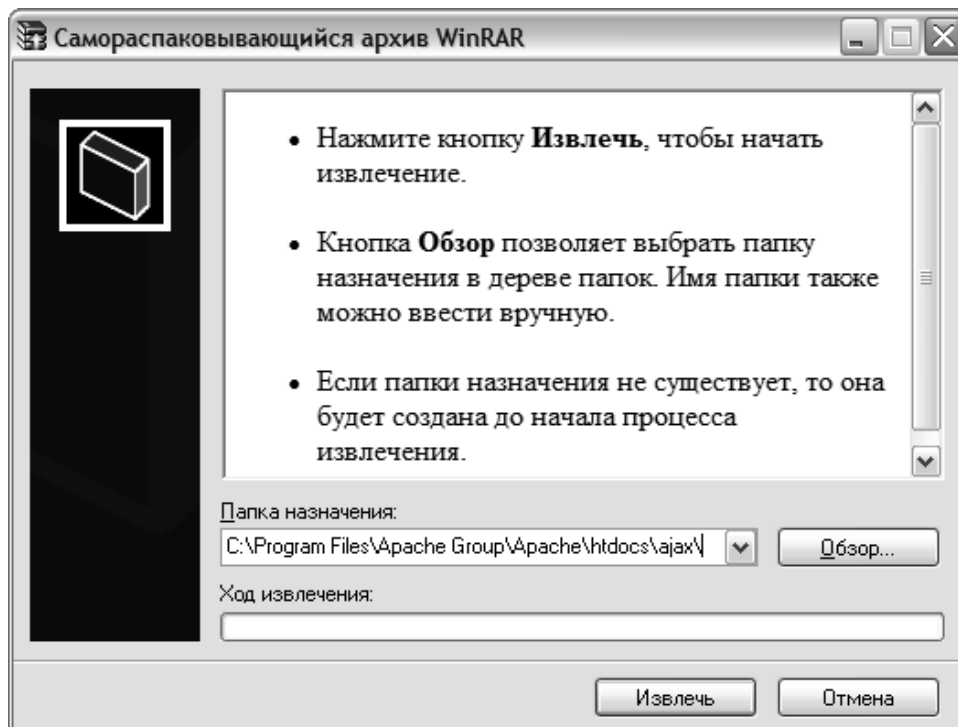 Самораспаковывающийся архив WinRAR
• Нажмите кнопку Извлечь, чтобы начать
извлечение.
• Кнопка Обзор позволяет выбрать папку
назначения в дереве папок. Имя папки также
можно ввести вручную.
• Если папки назначения не существует, то она
будет создана до начала процесса
извлечения.
Папка назначения:
C:\Program Files\Apache Group\Apache\htdocs\ajax\
Обзор...
Ход извлечения:
Извлечь
Отмена